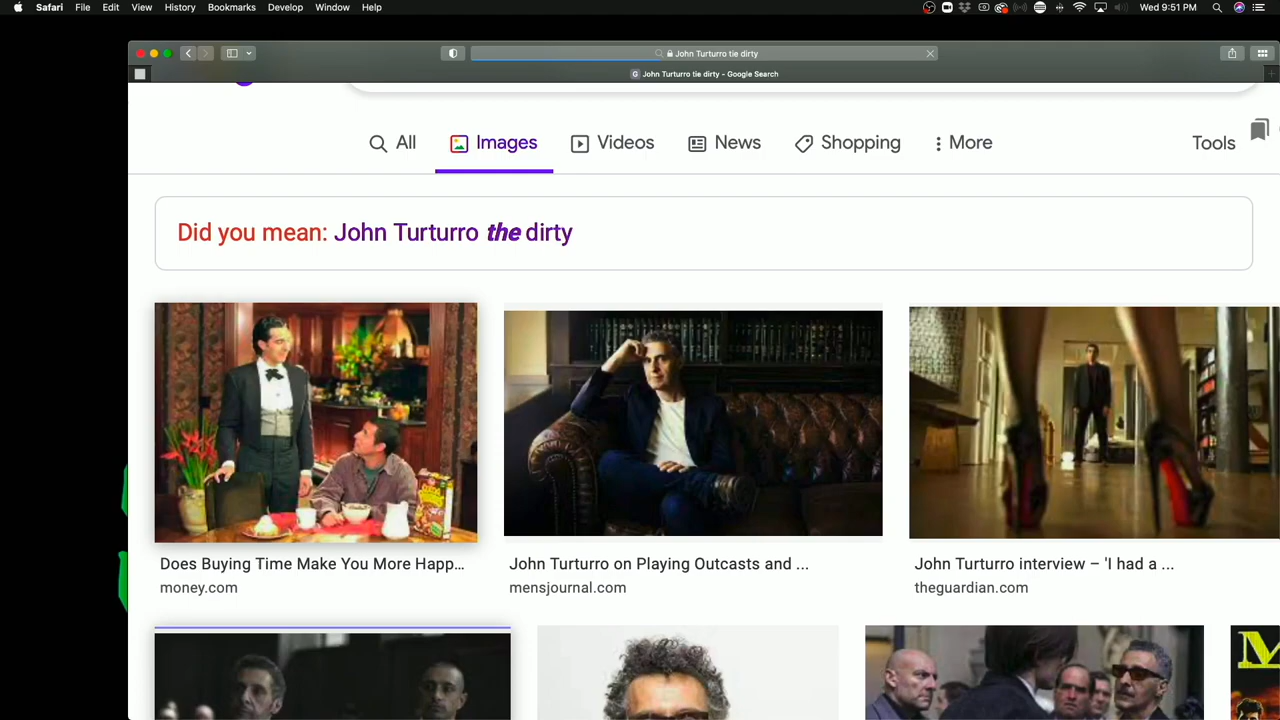 Safari File Edit View History Bookmarks Develop Window Help Wed 9:51 PM
John Turturro tie dirty
G John Turturro tie dirty - Google Search
All Images Videos News Shopping More Tools
Did you mean: John Turturro the dirty
Does Buying Time Make You More Happ...
money.com
John Turturro on Playing Outcasts and ...
mensjournal.com
John Turturro interview – 'I had a ...
theguardian.com